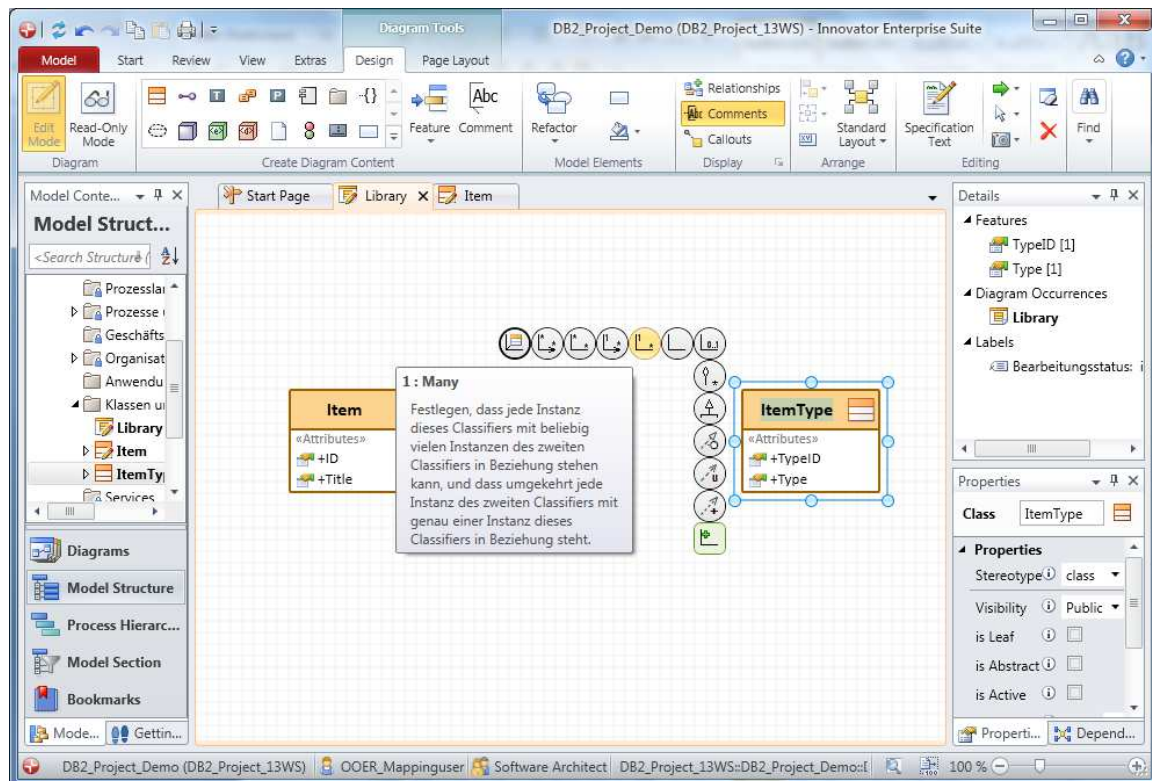 Diagram Tools
DB2_Project_Demo (DB2_Project_13WS) - Innovator Enterprise Suite
Model Start Review View Extras Design Page Layout
Edit Mode
Read-Only Mode
Feature
Abc
Comment
Refactor
Relationships
Abc Comments
Callouts
Standard Layout
Specification Text
Find
Diagram
Create Diagram Content
Model Elements
Display
Arrange
Editing
Model Conte...
Model Struct...
<Search Structure (
Prozesslan
Prozesse
Geschäfts
Organisat
Anwendu
Klassen u
Library
Item
ItemTy
Services
Diagrams
Model Structure
Process Hierarc...
Model Section
Bookmarks
Mode... Gettin...
Start Page Library Item
Item
«Attributes»
+ID
+Title
1 : Many
Festlegen, dass jede Instanz
dieses Classifiers mit beliebig
vielen Instanzen des zweiten
Classifiers in Beziehung stehen
kann, und dass umgekehrt jede
Instanz des zweiten Classifiers mit
genau einer Instanz dieses
Classifiers in Beziehung steht.
ItemType
«Attributes»
+TypeID
+Type
Details
Features
TypeID [1]
Type [1]
Diagram Occurrences
Library
Labels
Bearbeitungsstatus: i
Properties
Class ItemType
Properties
Stereotype class
Visibility Public
is Leaf
is Abstract
is Active
Properti... Depend...
DB2_Project_Demo (DB2_Project_13WS) OOER_Mappinguser Software Architect DB2_Project_13WS::DB2_Project_Demo:: 100 %